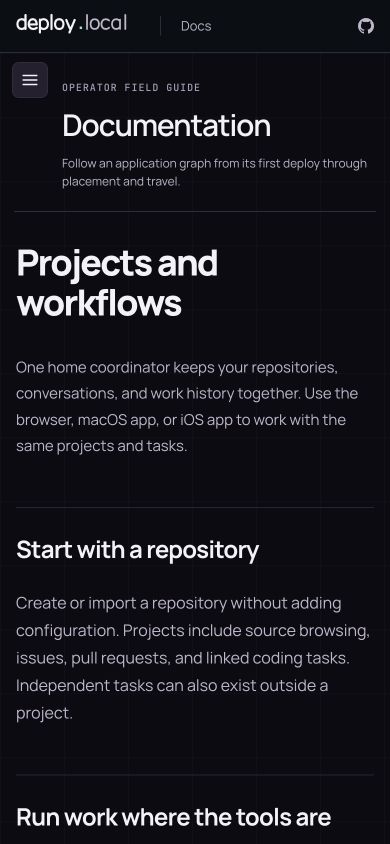 deploy.local
Docs
OPERATOR FIELD GUIDE
Documentation
Follow an application graph from its first deploy through
placement and travel.
Projects and
workflows
One home coordinator keeps your repositories,
conversations, and work history together. Use the
browser, macOS app, or iOS app to work with the
same projects and tasks.
Start with a repository
Create or import a repository without adding
configuration. Projects include source browsing,
issues, pull requests, and linked coding tasks.
Independent tasks can also exist outside a
project.
Run work where the tools are